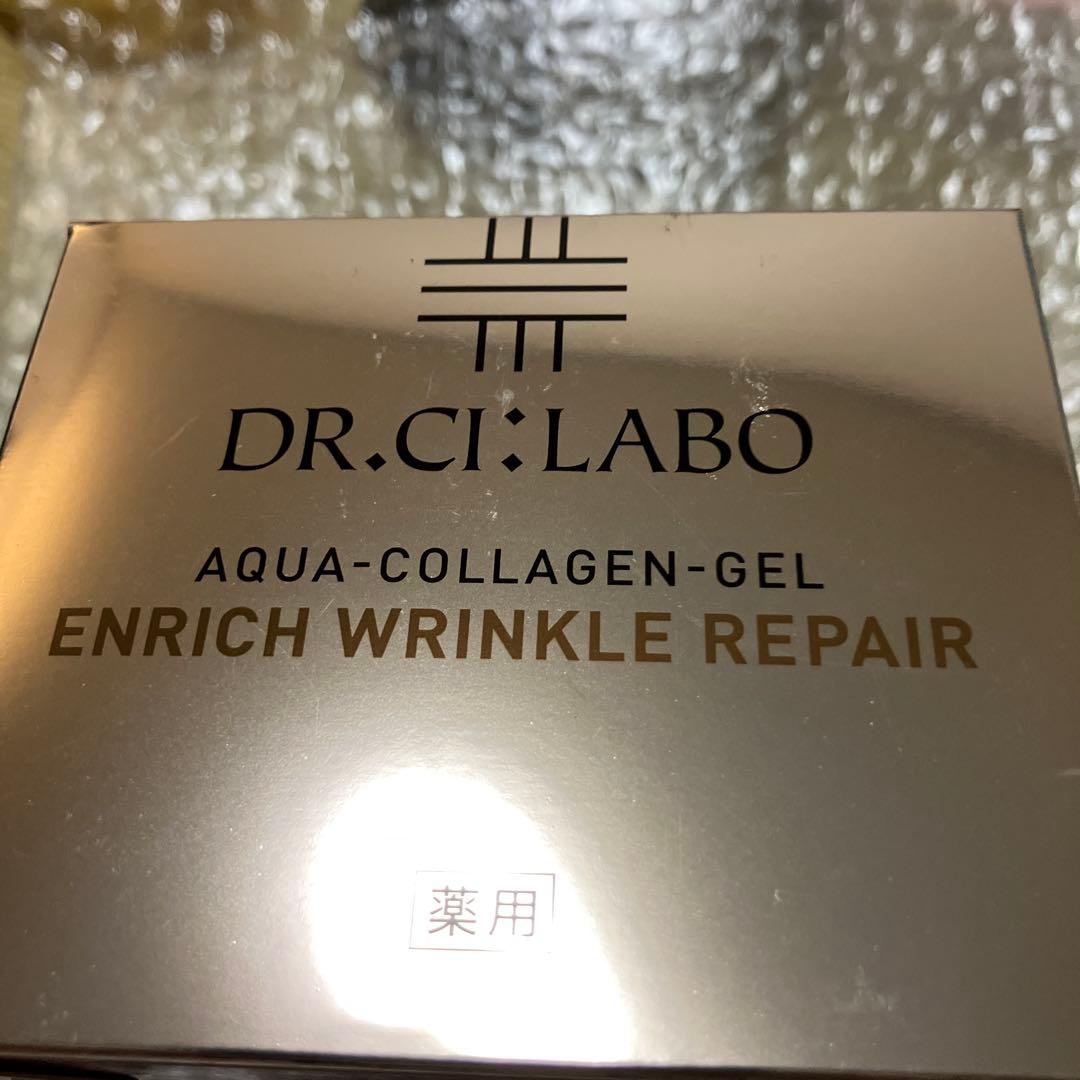 DR.CI:LABO
AQUA-COLLAGEN-GEL
ENRICH WRINKLE REPAIR
薬用